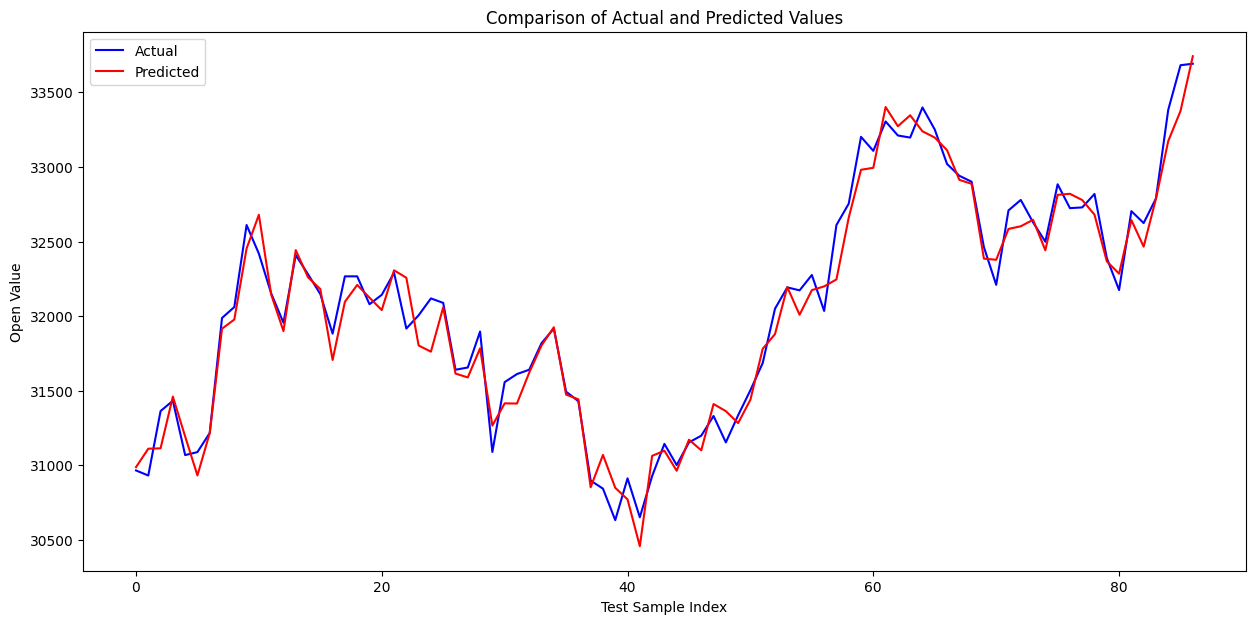 Comparison of Actual and Predicted Values
Actual
Predicted
33500
33000
32500
32000
31500
31000
30500
Open Value
0
20
40
60
80
Test Sample Index